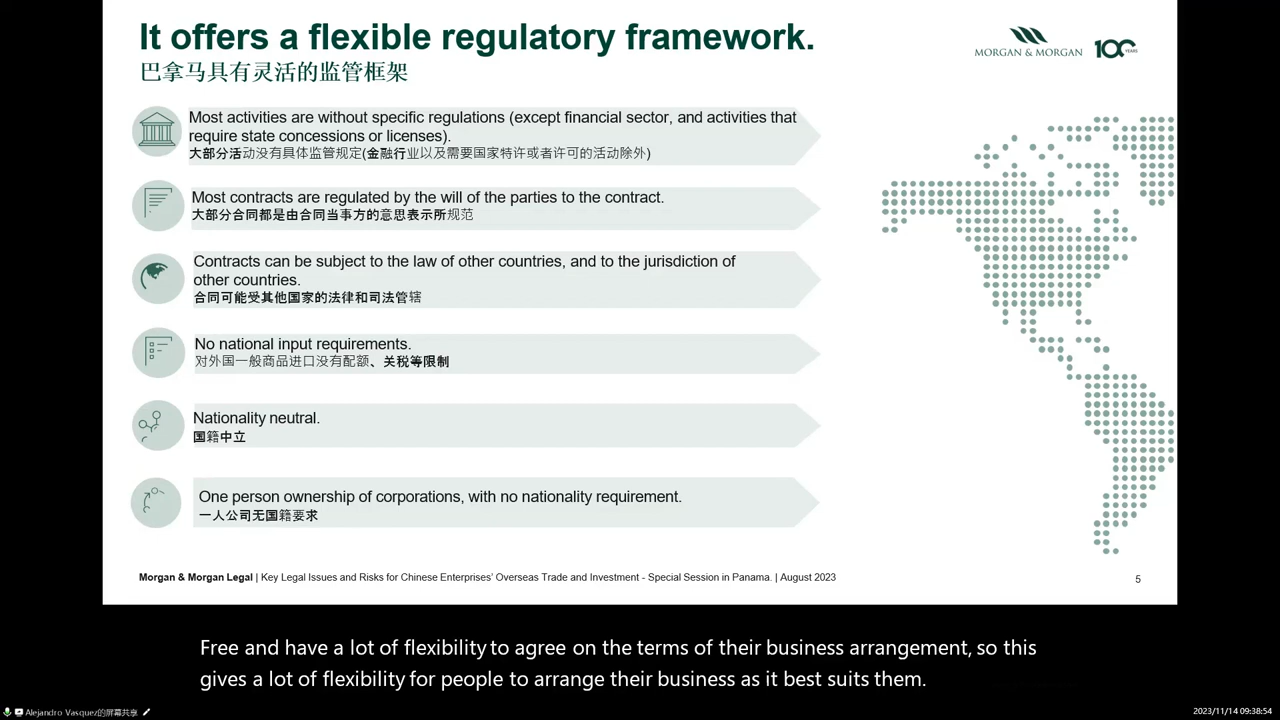 It offers a flexible regulatory framework.
巴拿马具有灵活的监管框架
MORGAN & MORGAN
100 YEARS
Most activities are without specific regulations (except financial sector, and activities that
require state concessions or licenses).
大部分活动没有具体监管规定(金融行业以及需要国家特许或者许可的活动除外)
Most contracts are regulated by the will of the parties to the contract.
大部分合同都是由合同当事方的意思表示所规范
Contracts can be subject to the law of other countries, and to the jurisdiction of
other countries.
合同可能受其他国家的法律和司法管辖
No national input requirements.
对外国一般商品进口没有配额、关税等限制
Nationality neutral.
国籍中立
One person ownership of corporations, with no nationality requirement.
一人公司无国籍要求
Morgan & Morgan Legal | Key Legal Issues and Risks for Chinese Enterprises' Overseas Trade and Investment - Special Session in Panama. | August 2023
5
Free and have a lot of flexibility to agree on the terms of their business arrangement, so this
gives a lot of flexibility for people to arrange their business as it best suits them.
Alejandro Vasquez的屏幕共享
2023/11/14 09:38:54